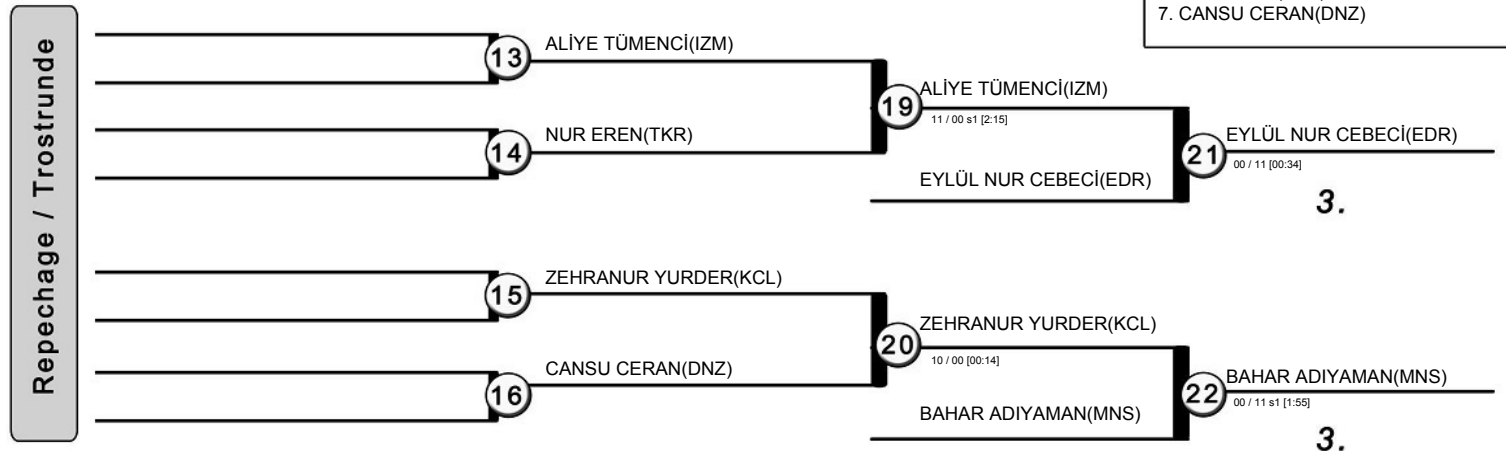 7. CANSU CERAN(DNZ)
Repechage / Trostrunde
13
ALİYE TÜMENCİ(IZM)
14
NUR EREN(TKR)
19
ALİYE TÜMENCİ(IZM)
11 / 00 s1 [2:15]
EYLÜL NUR CEBECİ(EDR)
21
EYLÜL NUR CEBECİ(EDR)
00 / 11 [00:34]
3.
15
ZEHRANUR YURDER(KCL)
16
CANSU CERAN(DNZ)
20
ZEHRANUR YURDER(KCL)
10 / 00 [00:14]
BAHAR ADIYAMAN(MNS)
22
BAHAR ADIYAMAN(MNS)
00 / 11 s1 [1:55]
3.